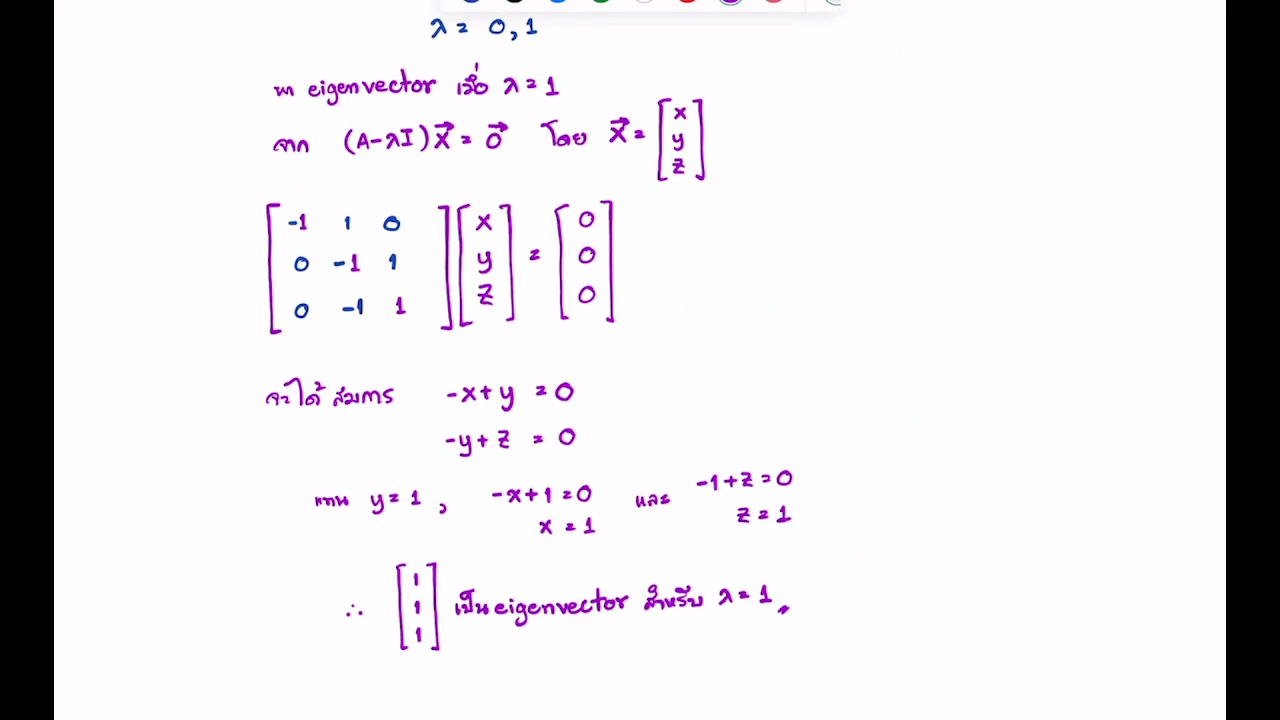 λ = 0, 1
หา eigenvector เมื่อ λ = 1
จาก (A-λI)x⃗ = 0⃗ โดย x⃗ = [x y z]
[-1 1 0 0 -1 1 0 -1 1] [x y z] = [0 0 0]
จะได้ สมการ -x + y = 0
-y + z = 0
แทน y = 1, -x + 1 = 0 และ -1 + z = 0
x = 1 z = 1
∴ [1 1 1] เป็น eigenvector สำหรับ λ = 1